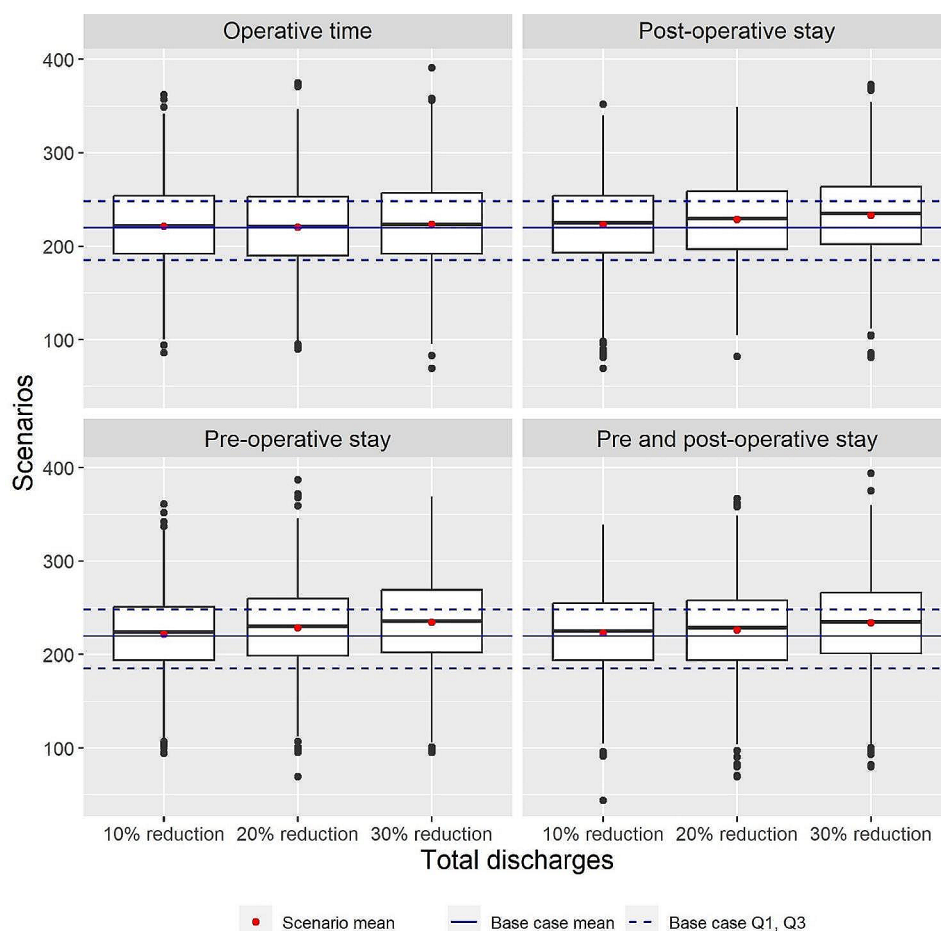 Operative time Post-operative stay
400
300
200
100
Scenarios
Pre-operative stay Pre and post-operative stay
400
300
200
100
10% reduction 20% reduction 30% reduction 10% reduction 20% reduction 30% reduction
Total discharges
Scenario mean Base case mean Base case Q1, Q3